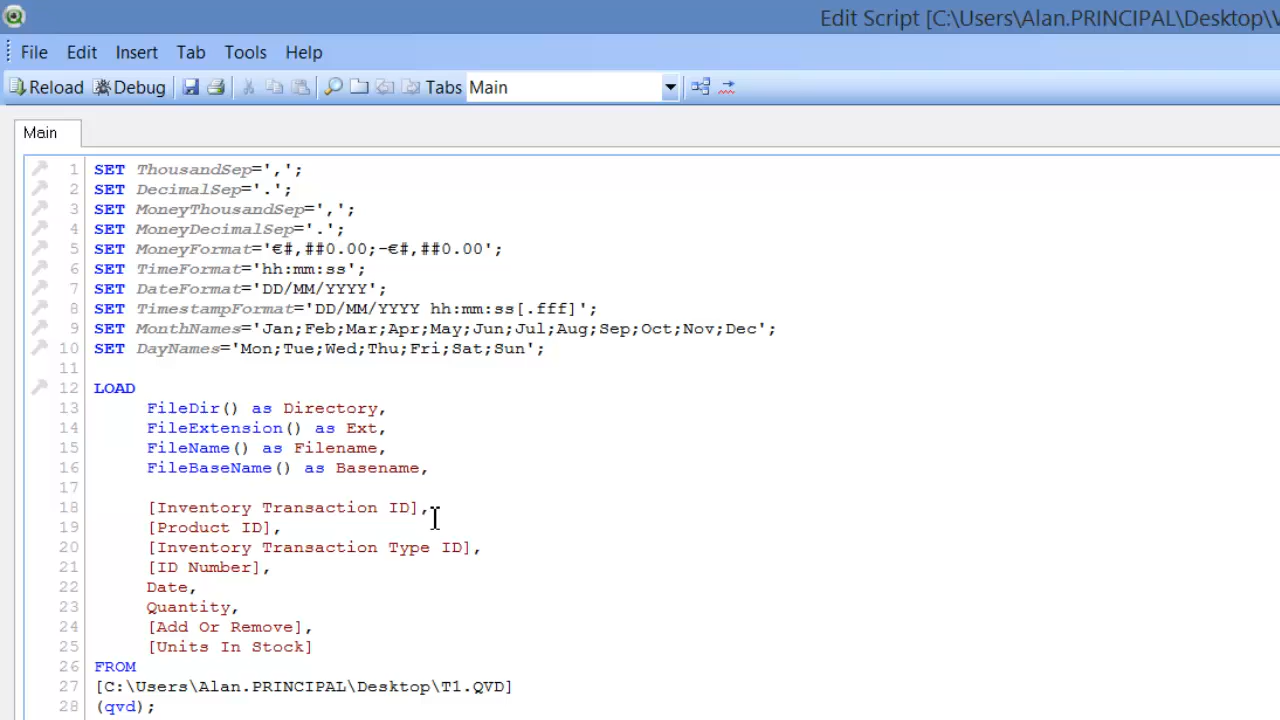 Edit Script [C:\Users\Alan.PRINCIPAL\Desktop\
File Edit Insert Tab Tools Help
Reload Debug Tabs Main
Main
1 SET ThousandSep=',';
2 SET DecimalSep='.';
3 SET MoneyThousandSep=',';
4 SET MoneyDecimalSep='.';
5 SET MoneyFormat='€#,##0.00;-€#,##0.00';
6 SET TimeFormat='hh:mm:ss';
7 SET DateFormat='DD/MM/YYYY';
8 SET TimestampFormat='DD/MM/YYYY hh:mm:ss[.fff]';
9 SET MonthNames='Jan;Feb;Mar;Apr;May;Jun;Jul;Aug;Sep;Oct;Nov;Dec';
10 SET DayNames='Mon;Tue;Wed;Thu;Fri;Sat;Sun';
11
12 LOAD
13 FileDir() as Directory,
14 FileExtension() as Ext,
15 FileName() as Filename,
16 FileBaseName() as Basename,
17
18 [Inventory Transaction ID],
19 [Product ID],
20 [Inventory Transaction Type ID],
21 [ID Number],
22 Date,
23 Quantity,
24 [Add Or Remove],
25 [Units In Stock]
26 FROM
27 [C:\Users\Alan.PRINCIPAL\Desktop\T1.QVD]
28 (qvd);